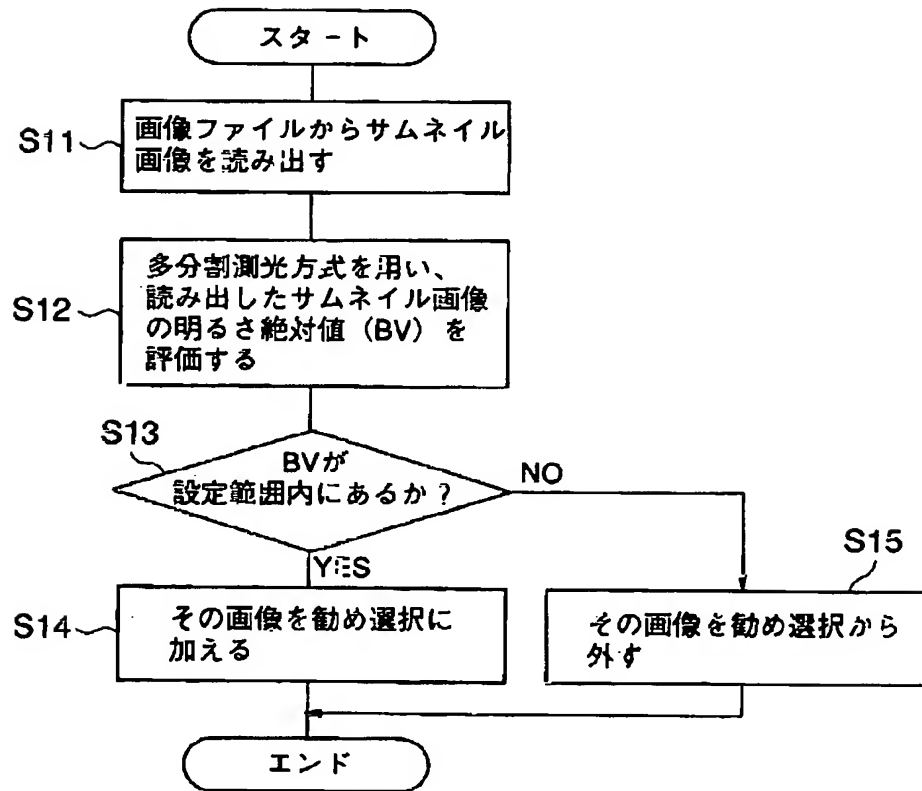 スタート
S11
画像ファイルからサムネイル
画像を読み出す
S12
多分割測光方式を用い、
読み出したサムネイル画像
の明るさ絶対値（BV）を
評価する
S13
BVが
設定範囲内にあるか？
NO
YES
S14
その画像を勧め選択に
加える
S15
その画像を勧め選択から
外す
エンド